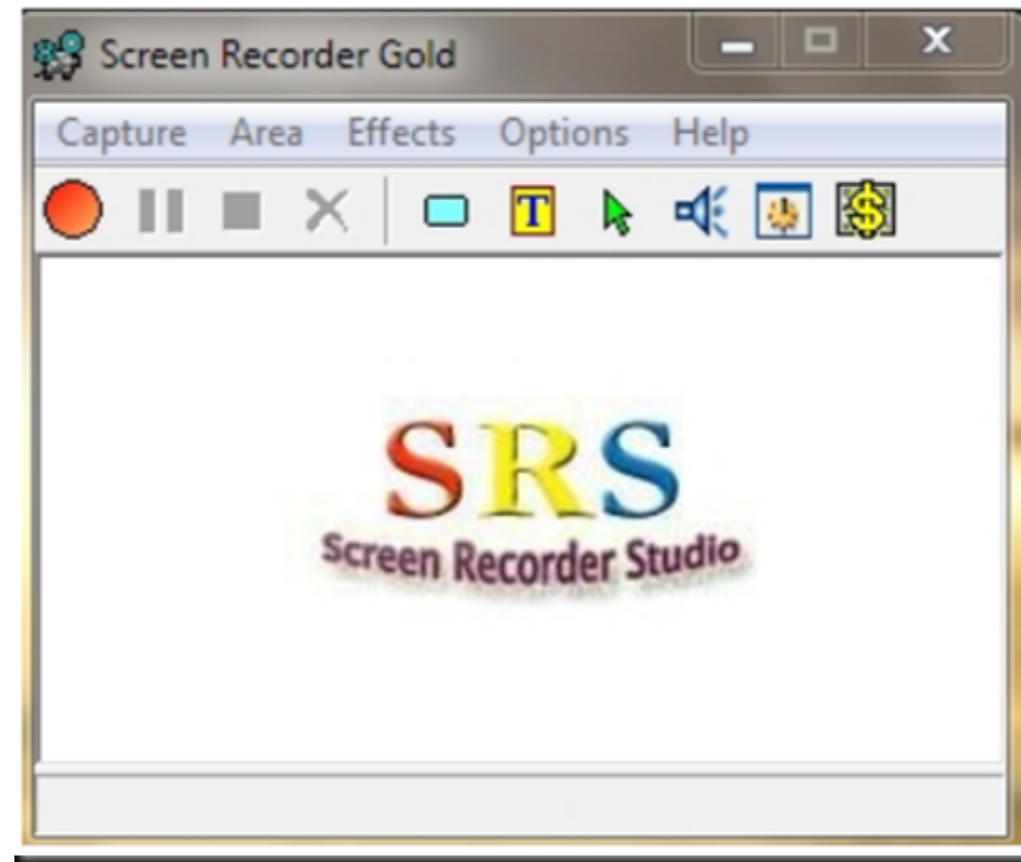 Screen Recorder Gold
Capture Area Effects Options Help
T $
SRS
Screen Recorder Studio